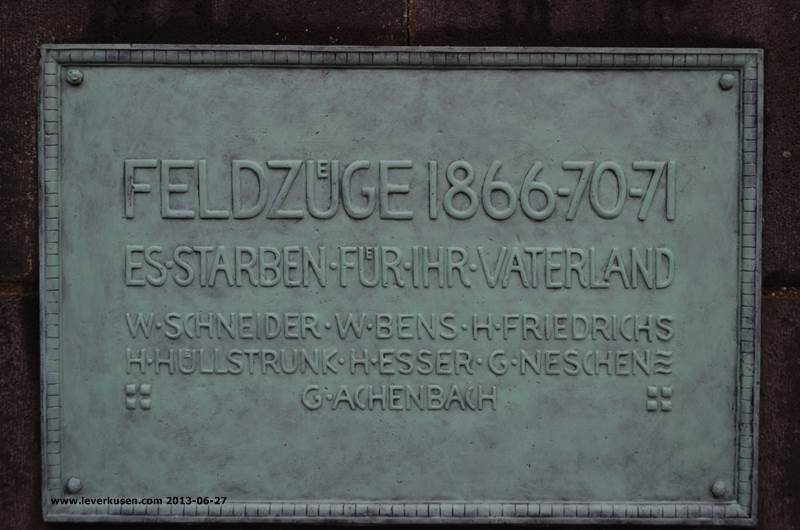 FELDZÜGE 1866-70-71
ES·STARBEN·FÜR·IHR·VATERLAND
W·SCHNEIDER·W·BENS·H·FRIEDRICHS
H·HÜLLSTRUNK·H·ESSER·G·NESCHEN
G·ACHENBACH
www.leverkusen.com 2013-06-27